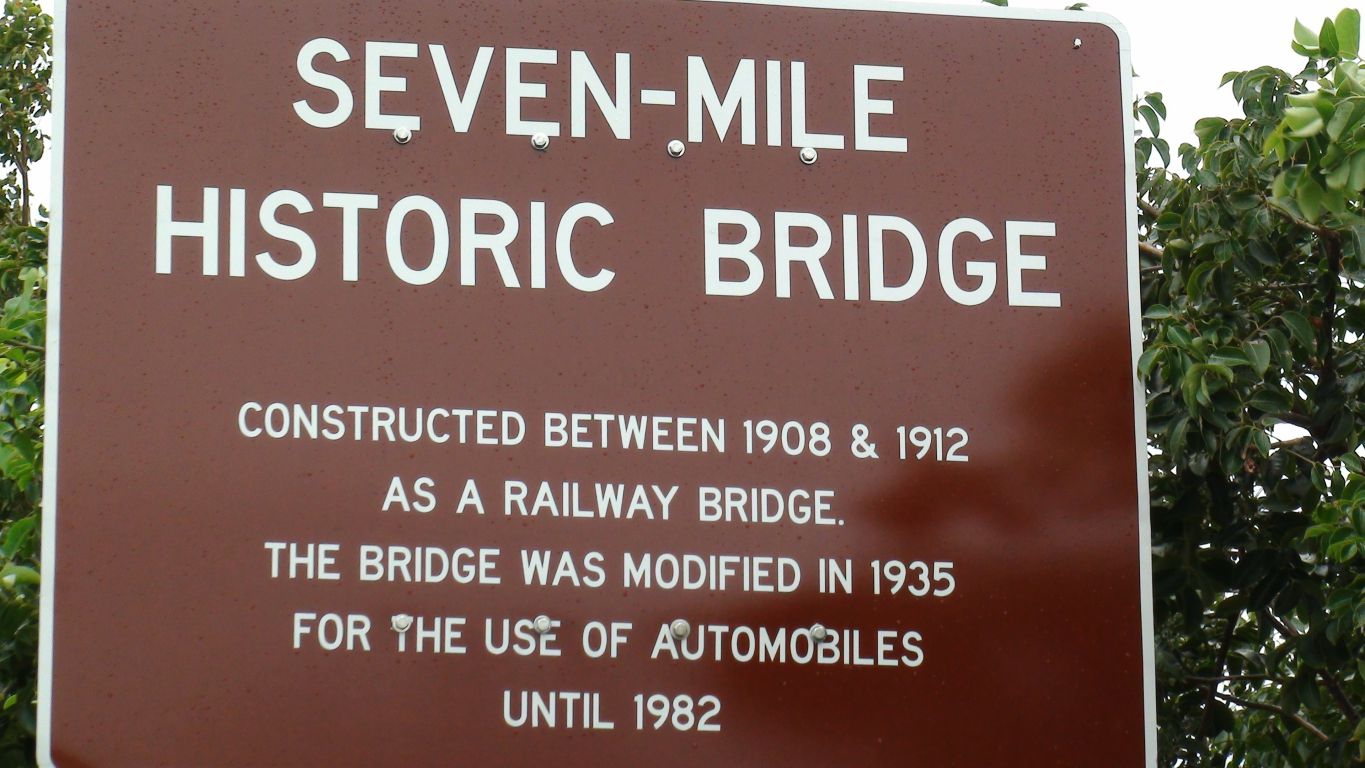 SEVEN-MILE
HISTORIC BRIDGE
CONSTRUCTED BETWEEN 1908 & 1912
AS A RAILWAY BRIDGE.
THE BRIDGE WAS MODIFIED IN 1935
FOR THE USE OF AUTOMOBILES
UNTIL 1982